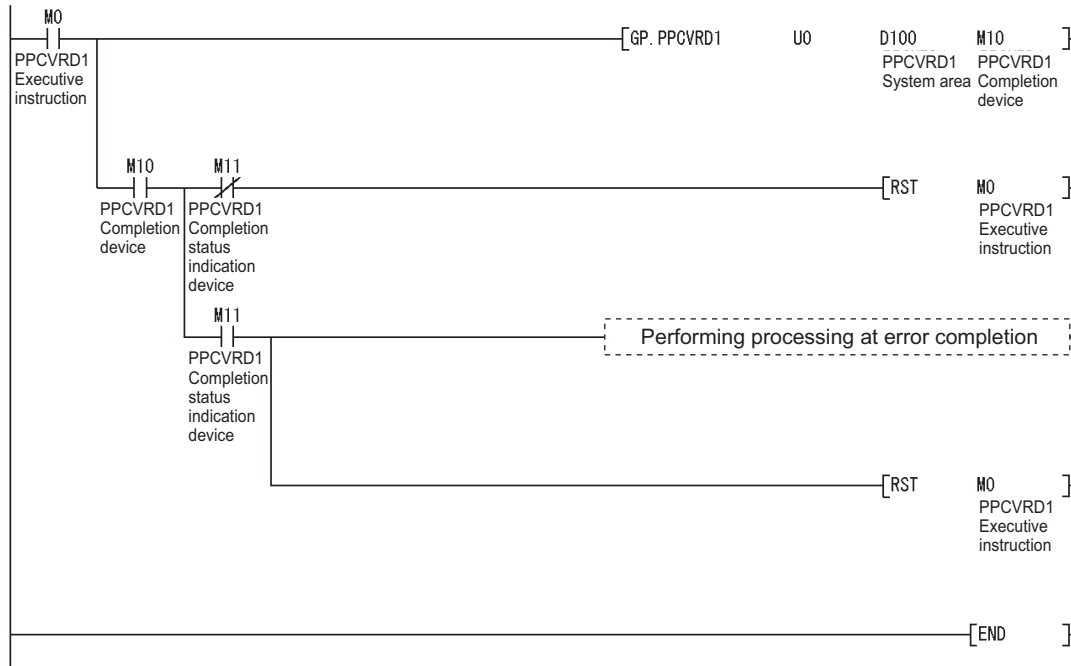 M0
GP.PPCVRD1 U0 D100 M10
PPCVRD1
Executive
instruction
PPCVRD1
System area
PPCVRD1
Completion
device
M10 M11
RST M0
PPCVRD1
Completion
device
PPCVRD1
Completion
status
indication
device
PPCVRD1
Executive
instruction
M11
Performing processing at error completion
PPCVRD1
Completion
status
indication
device
RST M0
PPCVRD1
Executive
instruction
END